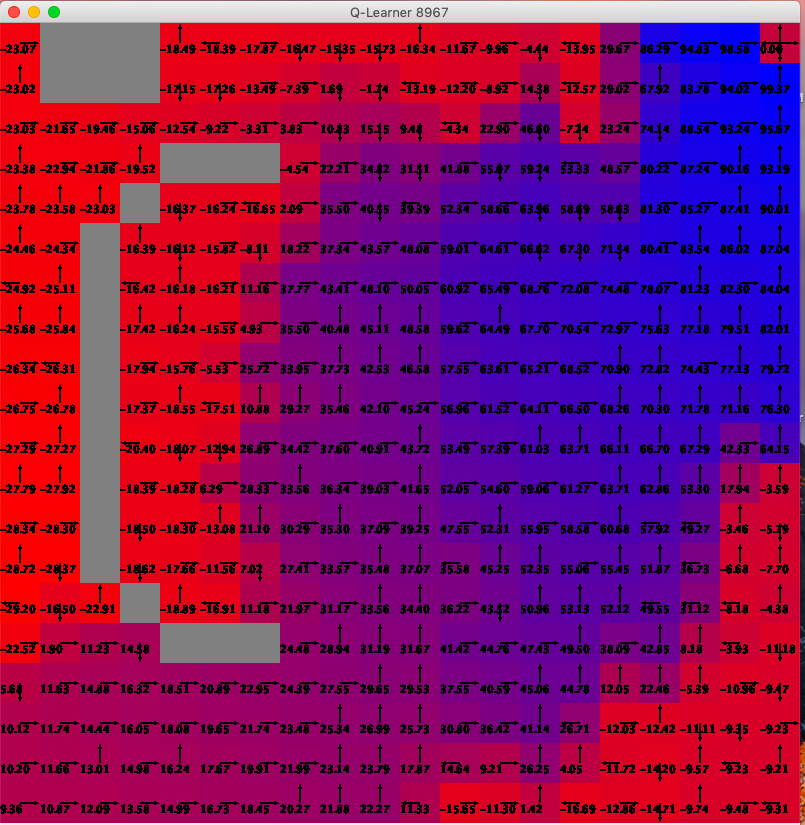 Q-Learner 8967
-23.07 -18.49 -18.39 -17.87 -16.47 -15.35 -15.73 -16.34 -11.67 -9.96 -4.44 -13.95 29.67 86.29 94.83 98.58 0.00
-23.02 -17.15 -17.26 -13.49 -7.39 1.69 -1.14 -13.19 -12.20 -8.92 14.38 -12.57 29.02 67.92 83.78 94.02 99.37
-23.03 -21.65 -19.46 -15.06 -12.54 -9.22 -3.31 3.83 10.83 15.15 9.48 -4.34 22.90 46.60 -7.24 23.24 74.14 88.54 93.24 95.67
-23.38 -22.94 -21.86 -19.52 -4.54 22.21 34.82 31.51 41.88 55.07 59.24 53.33 48.57 80.22 87.24 90.16 93.19
-23.78 -23.58 -23.03 -16.37 -16.24 -16.65 2.09 35.50 40.55 39.39 52.34 58.66 63.96 58.69 58.63 81.30 85.27 87.41 90.01
-24.46 -24.34 -16.39 -16.12 -15.82 -8.11 18.22 37.34 43.57 48.08 59.01 64.61 66.62 67.30 71.54 80.41 83.54 86.02 87.04
-24.92 -25.11 -16.42 -16.18 -16.21 11.16 37.77 43.41 48.10 50.05 60.92 65.49 68.76 72.08 74.48 78.07 81.23 82.30 84.04
-25.68 -25.84 -17.42 -16.24 -15.55 4.93 35.50 40.48 45.11 48.58 59.62 64.49 67.70 70.54 72.97 75.63 77.18 79.51 82.01
-26.34 -26.31 -17.94 -15.76 -5.53 25.72 33.95 37.73 42.53 46.58 57.55 63.61 65.21 68.52 70.90 72.82 74.43 77.13 79.72
-26.75 -26.78 -17.37 -18.55 -17.51 10.88 29.27 35.46 42.10 45.24 56.96 61.52 64.11 66.50 68.26 70.30 71.78 71.16 76.30
-27.29 -27.27 -20.40 -18.07 -12.94 26.89 34.42 37.60 40.91 43.72 53.49 57.39 61.03 63.71 66.11 66.70 67.29 42.33 64.15
-27.79 -27.92 -18.39 -18.28 6.29 28.33 33.56 36.34 39.03 41.65 52.05 54.60 59.06 61.27 63.71 62.86 53.30 17.94 -3.59
-28.34 -28.30 -18.50 -18.30 -13.08 21.10 30.29 35.30 37.09 39.25 47.55 52.31 55.95 58.58 60.68 57.92 49.27 -3.46 -5.19
-28.72 -28.37 -18.62 -17.66 -11.56 7.02 27.41 33.57 35.48 37.07 35.58 45.25 52.38 55.06 55.45 51.87 36.73 -6.68 -7.70
-29.20 -16.50 -22.91 -18.89 -16.91 11.18 21.97 31.17 33.56 34.40 36.22 43.52 50.96 53.13 52.12 49.55 31.12 -8.18 -4.38
-22.52 1.90 11.23 14.58 24.48 28.94 31.19 31.67 41.42 44.76 47.43 49.50 38.09 42.85 8.18 -3.93 -11.18
5.68 11.63 14.88 16.32 18.51 20.89 22.95 24.39 27.55 29.65 29.53 37.55 40.59 45.06 44.78 12.05 22.46 -5.39 -10.96 -9.47
10.12 11.74 14.44 16.05 18.08 19.65 21.74 23.48 25.34 26.99 25.73 30.80 36.42 41.14 26.71 -12.03 -12.42 -11.11 -9.35 -9.23
10.20 11.66 13.01 14.98 16.24 17.67 19.91 21.99 23.14 23.79 17.87 14.64 9.21 26.25 4.05 -11.72 -14.20 -9.57 -9.23 -9.21
9.36 10.87 12.09 13.58 14.99 16.73 18.45 20.27 21.88 22.27 11.33 -15.65 -11.30 1.42 -16.69 -12.86 -14.71 -9.74 -9.48 -9.31